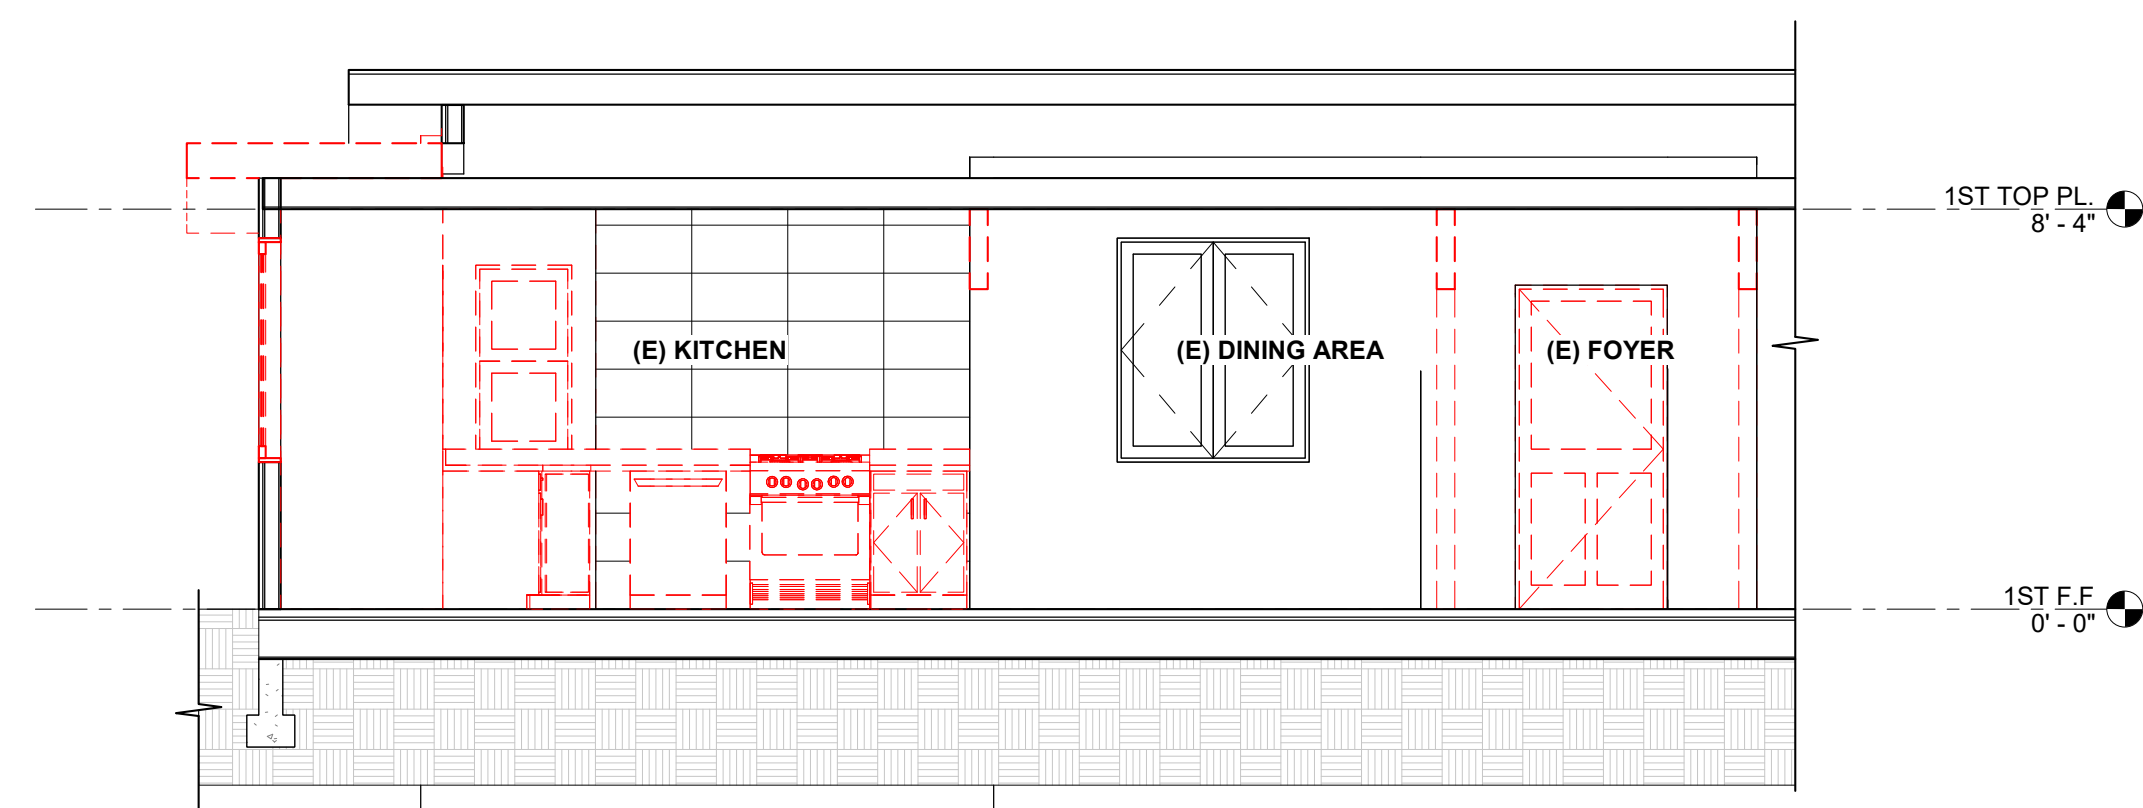 1ST TOP PL.
8' - 4"
(E) KITCHEN
(E) DINING AREA
(E) FOYER
1ST F.F
0' - 0"